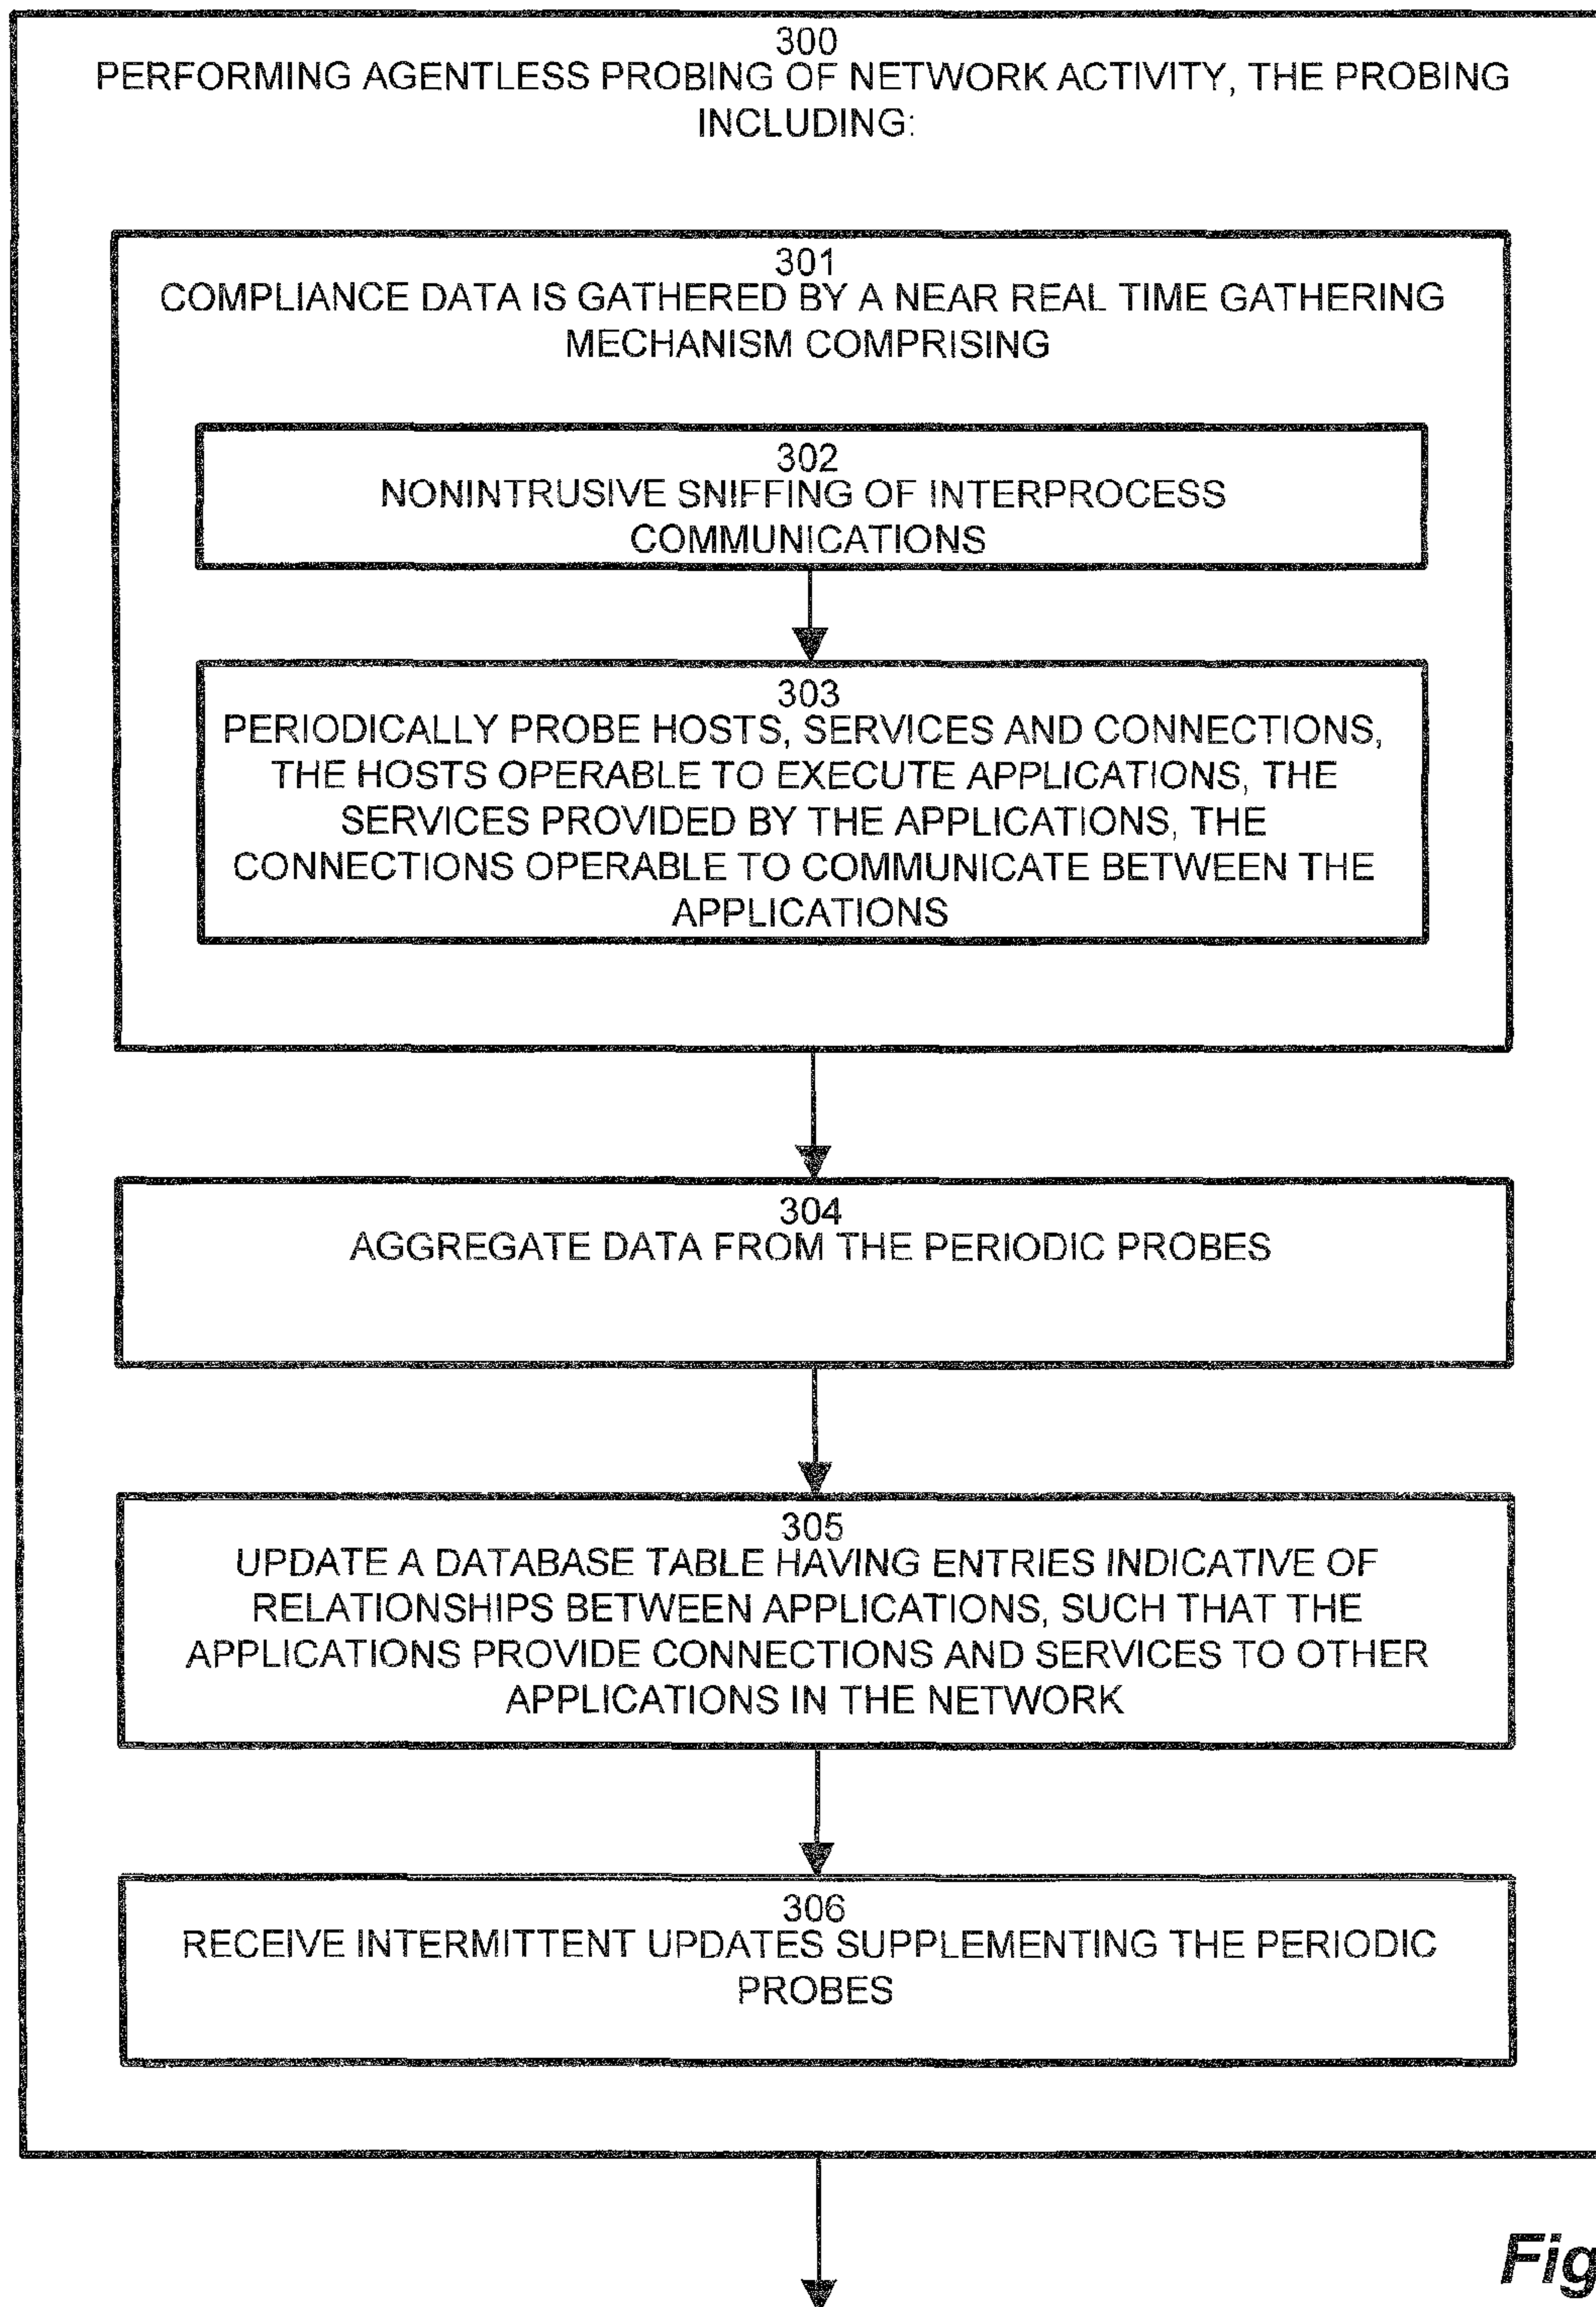 300
PERFORMING AGENTLESS PROBING OF NETWORK ACTIVITY, THE PROBING
INCLUDING:
301
COMPLIANCE DATA IS GATHERED BY A NEAR REAL TIME GATHERING
MECHANISM COMPRISING
302
NONINTRUSIVE SNIFFING OF INTERPROCESS
COMMUNICATIONS
303
PERIODICALLY PROBE HOSTS, SERVICES AND CONNECTIONS,
THE HOSTS OPERABLE TO EXECUTE APPLICATIONS, THE
SERVICES PROVIDED BY THE APPLICATIONS, THE
CONNECTIONS OPERABLE TO COMMUNICATE BETWEEN THE
APPLICATIONS
304
AGGREGATE DATA FROM THE PERIODIC PROBES
305
UPDATE A DATABASE TABLE HAVING ENTRIES INDICATIVE OF
RELATIONSHIPS BETWEEN APPLICATIONS, SUCH THAT THE
APPLICATIONS PROVIDE CONNECTIONS AND SERVICES TO OTHER
APPLICATIONS IN THE NETWORK
306
RECEIVE INTERMITTENT UPDATES SUPPLEMENTING THE PERIODIC
PROBES
Fig